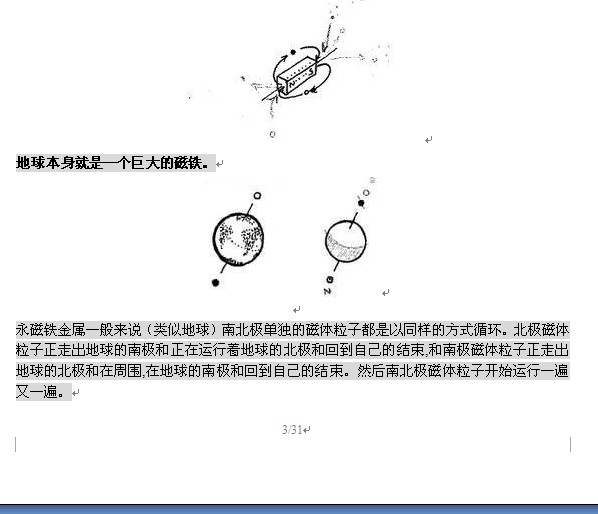 N S
地球本身就是一个巨大的磁铁。
N
永磁铁金属一般来说（类似地球）南北极单独的磁体粒子都是以同样的方式循环。北极磁体
粒子正走出地球的南极和正在运行着地球的北极和回到自己的结束,和南极磁体粒子正走出
地球的北极和在周围,在地球的南极和回到自己的结束。然后南北极磁体粒子开始运行一遍
又一遍。
3/31